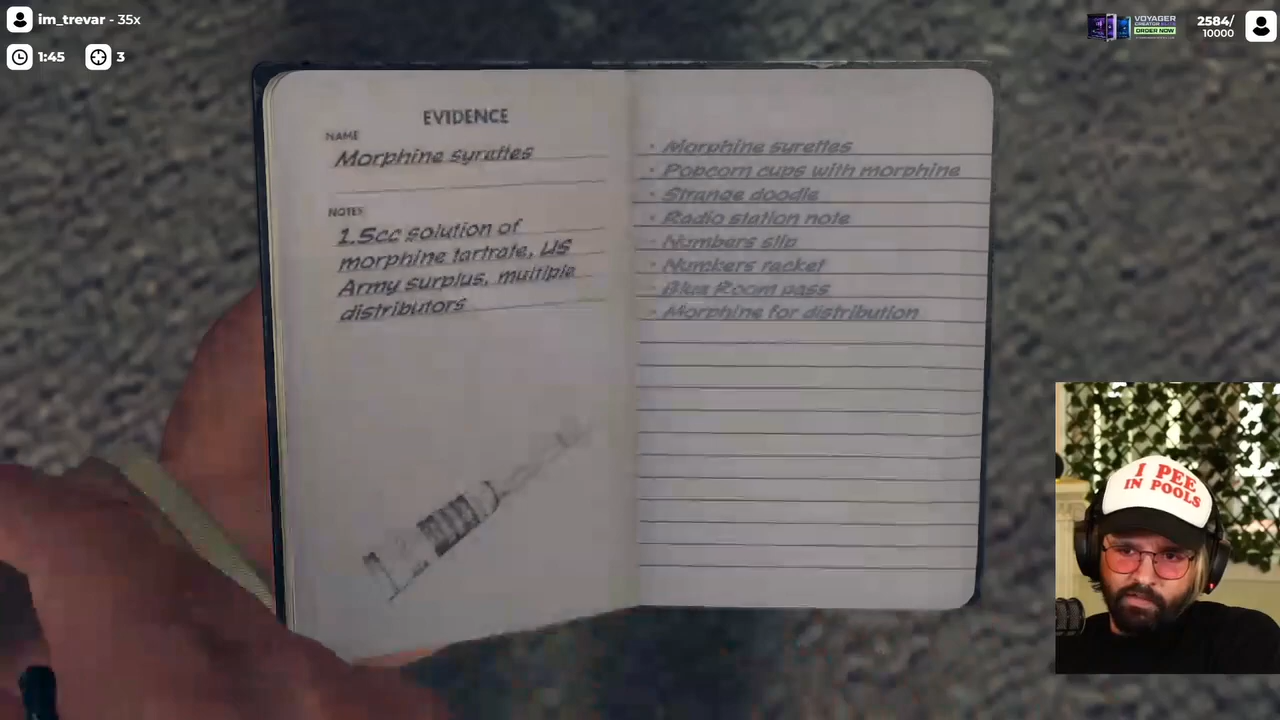 im_trevar - 35x
1:45
3
VOYAGER
ORDER NOW
2584/
10000
EVIDENCE
NAME
Morphine syrettes
NOTES
1.5cc solution of
morphine tartrate, US
Army surplus, multiple
distributors
· Morphine syrettes
· Popcorn cups with morphine
· Strange doodle
· Radio station note
· Numbers slip
· Numbers racket
· Blue Room pass
· Morphine for distribution
I PEE
IN POOLS